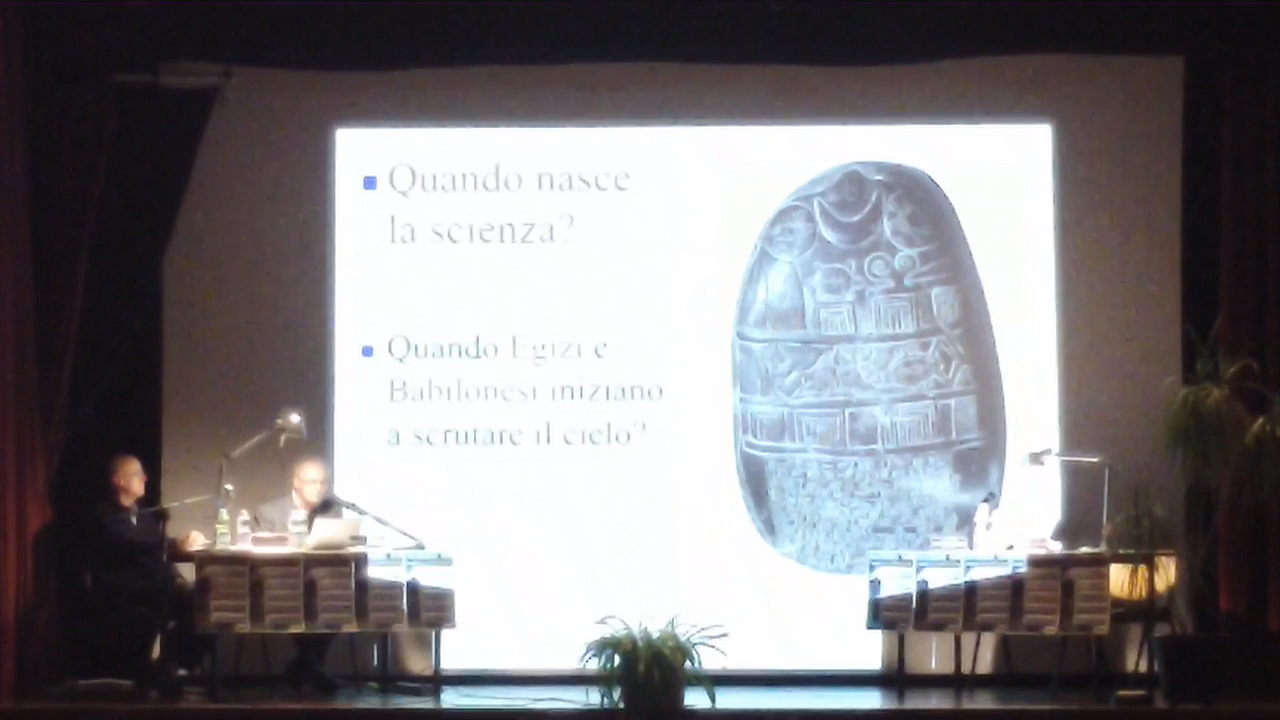 Quando nasce
la scienza?
Quando Egizi e
Babilonesi iniziano
a scrutare il cielo?